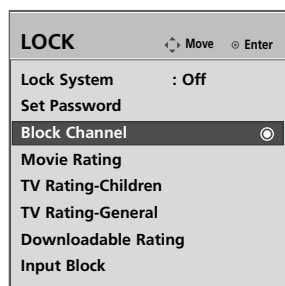 LOCK Move Enter
Lock System : Off
Set Password
Block Channel
Movie Rating
TV Rating-Children
TV Rating-General
Downloadable Rating
Input Block